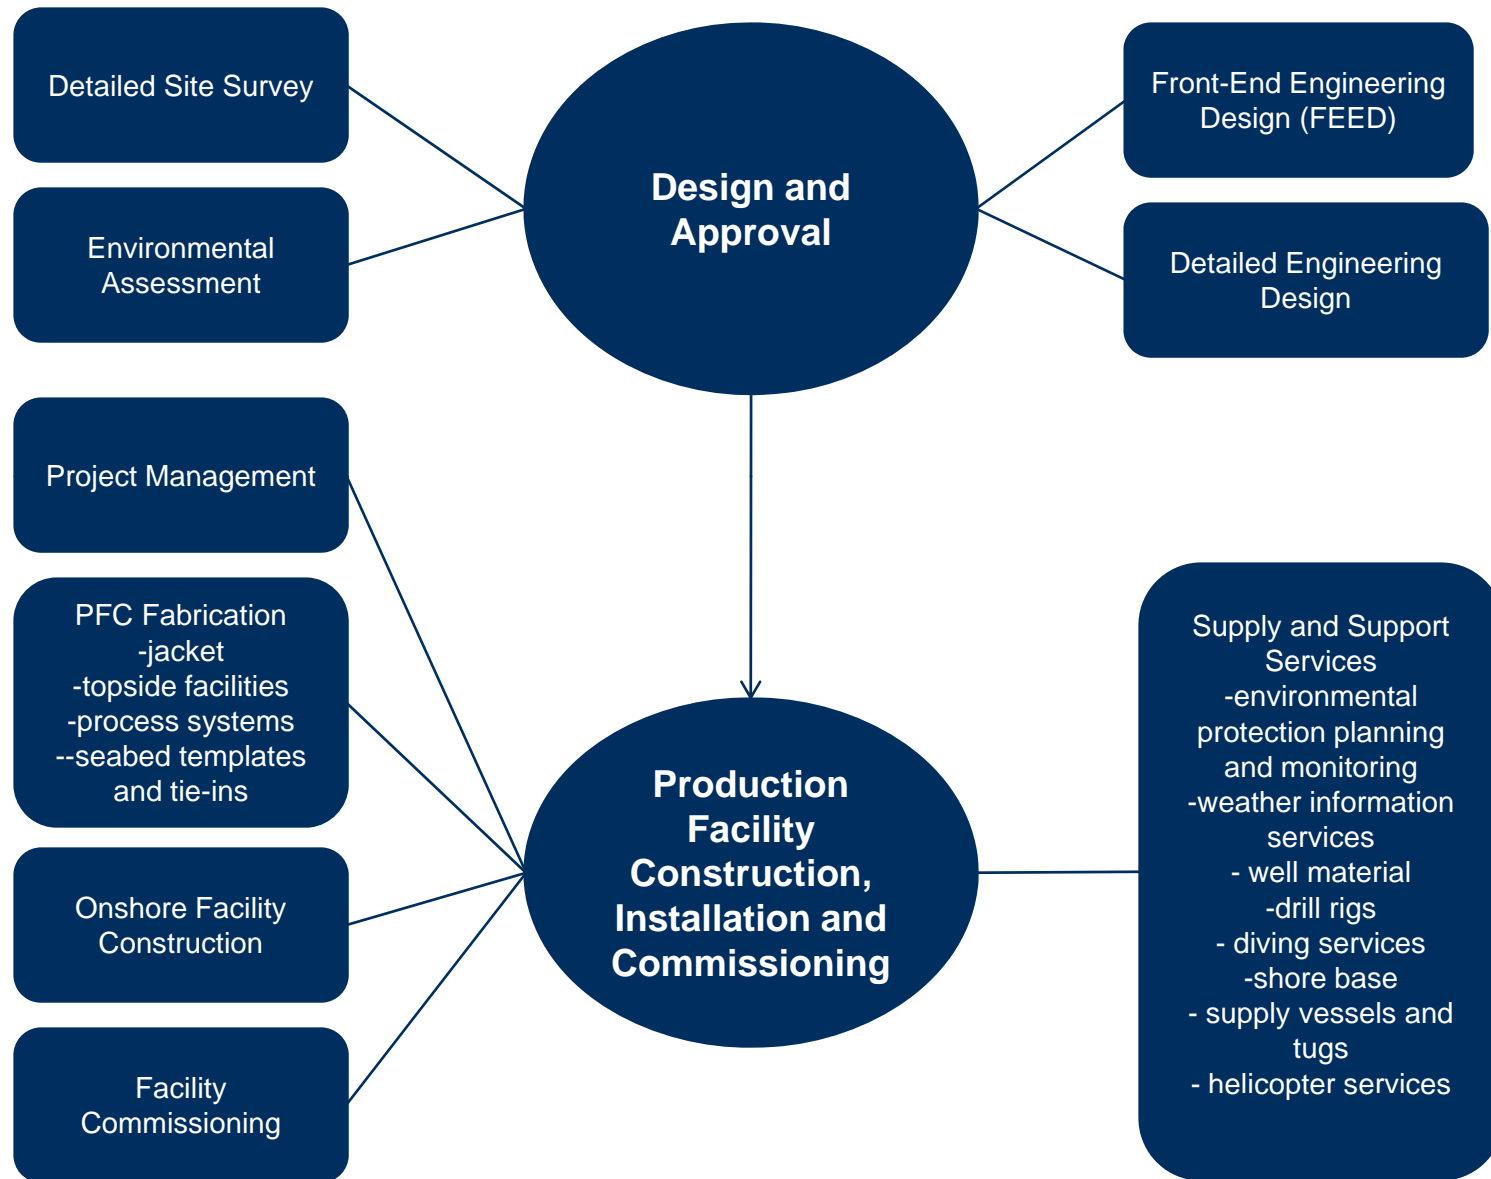 Detailed Site Survey
Environmental
Assessment
Design and
Approval
Front-End Engineering
Design (FEED)
Detailed Engineering
Design
Project Management
PFC Fabrication
-jacket
-topside facilities
-process systems
--seabed templates
and tie-ins
Onshore Facility
Construction
Facility
Commissioning
Production
Facility
Construction,
Installation and
Commissioning
Supply and Support
Services
-environmental
protection planning
and monitoring
-weather information
services
- well material
-drill rigs
- diving services
-shore base
- supply vessels and
tugs
- helicopter services